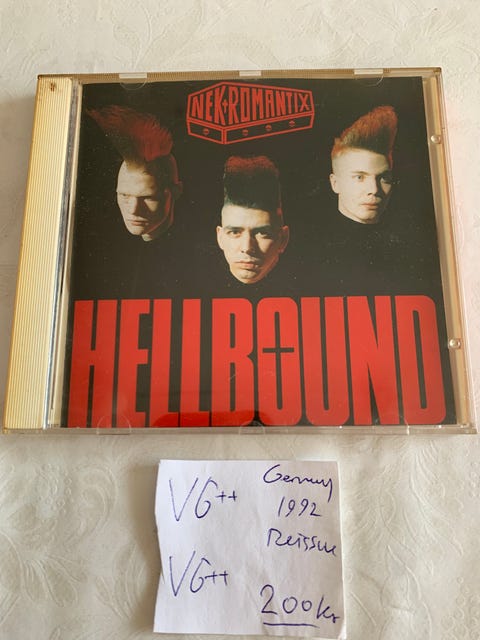 NEKROMANTIX
HELLBOUND
VG++
Germany
1992
Reissue
VG++
200kr